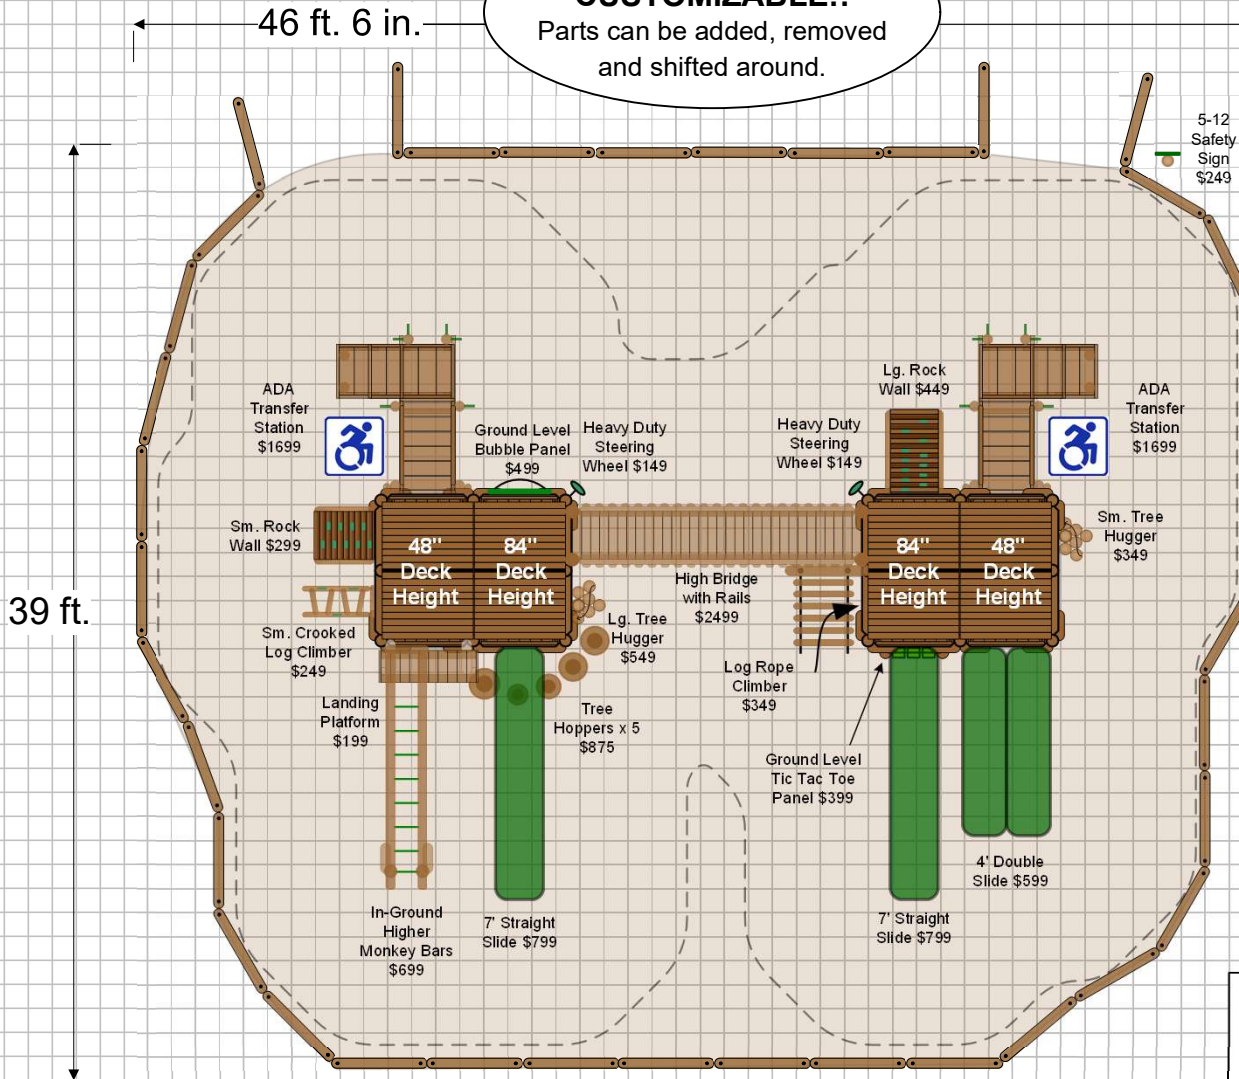 CUSTOMIZABLE!!
Parts can be added, removed
and shifted around.
46 ft. 6 in.
39 ft.
5-12
Safety
Sign
$249
ADA
Transfer
Station
$1699
Ground Level
Bubble Panel
$499
Heavy Duty
Steering
Wheel $149
Heavy Duty
Steering
Wheel $149
Lg. Rock
Wall $449
ADA
Transfer
Station
$1699
Sm. Rock
Wall $299
48"
Deck
Height
84"
Deck
Height
84"
Deck
Height
48"
Deck
Height
Sm. Tree
Hugger
$349
High Bridge
with Rails
$2499
Sm. Crooked
Log Climber
$249
Lg. Tree
Hugger
$549
Log Rope
Climber
$349
Landing
Platform
$199
Tree
Hoppers x 5
$875
Ground Level
Tic Tac Toe
Panel $399
4' Double
Slide $599
In-Ground
Higher
Monkey Bars
$699
7' Straight
Slide $799
7' Straight
Slide $799